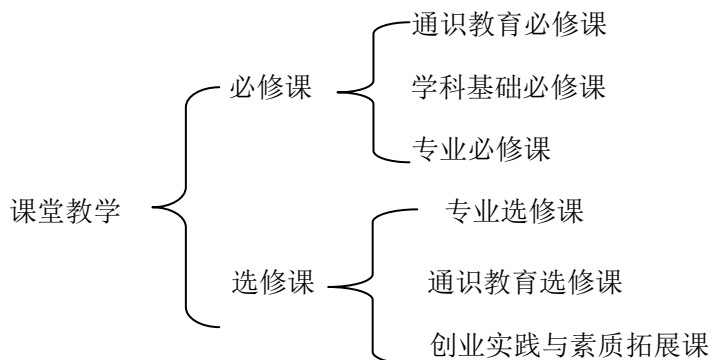 通识教育必修课
必修课 学科基础必修课
专业必修课
课堂教学 专业选修课
选修课 通识教育选修课
创业实践与素质拓展课